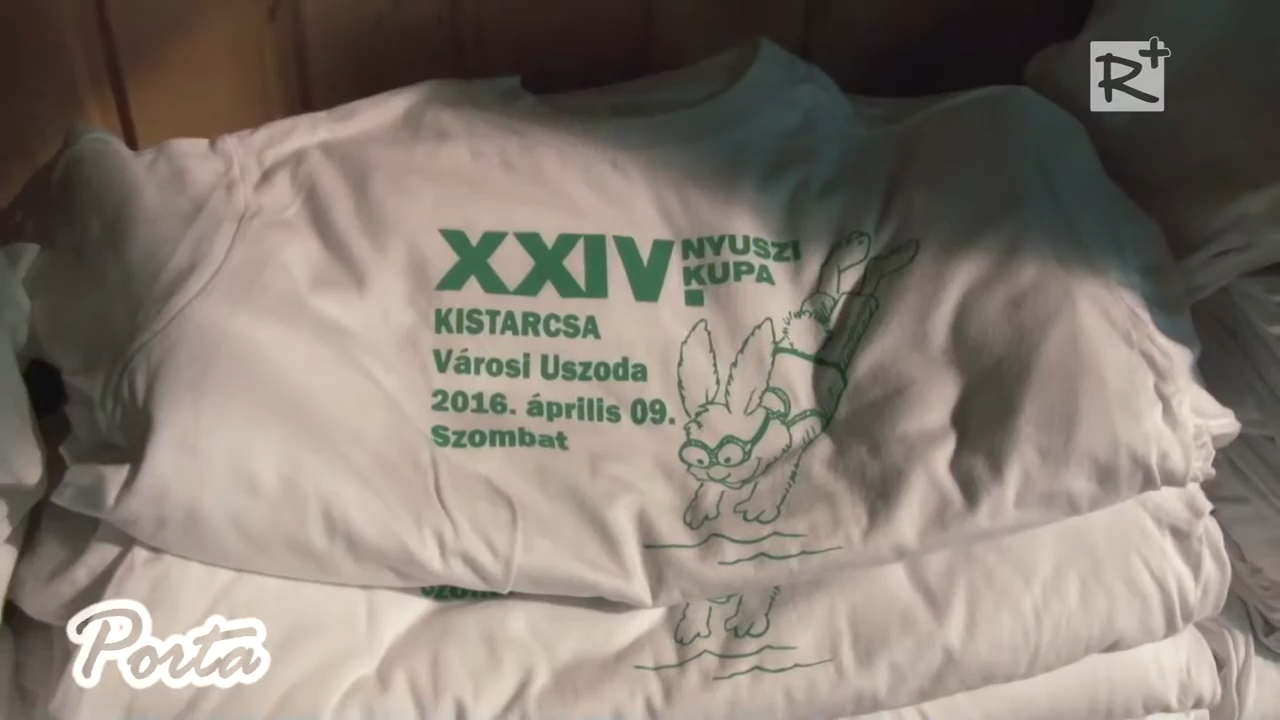 R+
XXIV. NYUSZI
KUPA
KISTARCSA
Városi Uszoda
2016. április 09.
Szombat
Porta